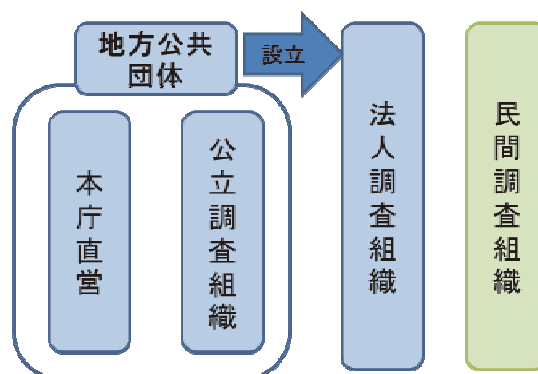 地方公共
団体
設立
本庁直営
公立調査組織
法人調査組織
民間調査組織